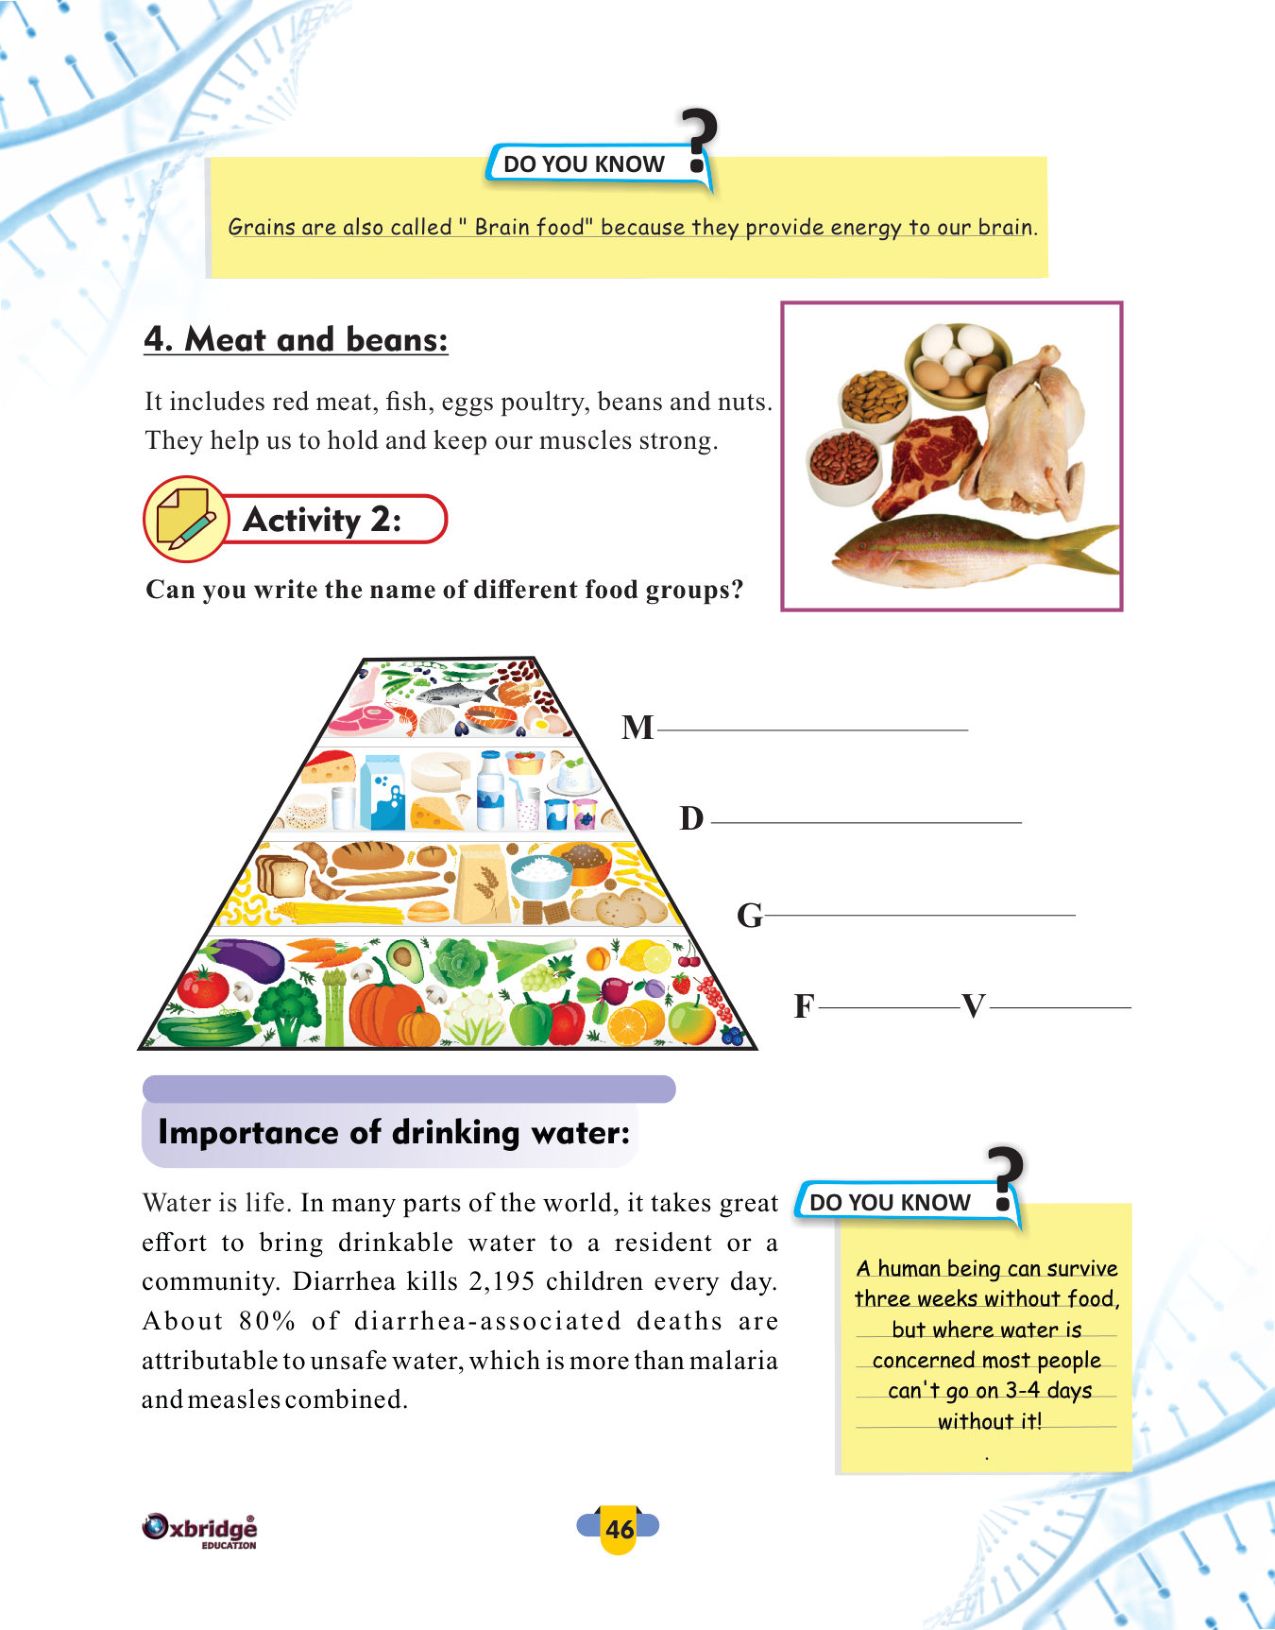 DO YOU KNOW ?
Grains are also called " Brain food" because they provide energy to our brain.
4. Meat and beans:
It includes red meat, fish, eggs poultry, beans and nuts.
They help us to hold and keep our muscles strong.
Activity 2:
Can you write the name of different food groups?
M
D
G
F V
Importance of drinking water:
Water is life. In many parts of the world, it takes great
effort to bring drinkable water to a resident or a
community. Diarrhea kills 2,195 children every day.
About 80% of diarrhea-associated deaths are
attributable to unsafe water, which is more than malaria
and measles combined.
DO YOU KNOW ?
A human being can survive
three weeks without food,
but where water is
concerned most people
can't go on 3-4 days
without it!
.
Oxbridge®
EDUCATION
46